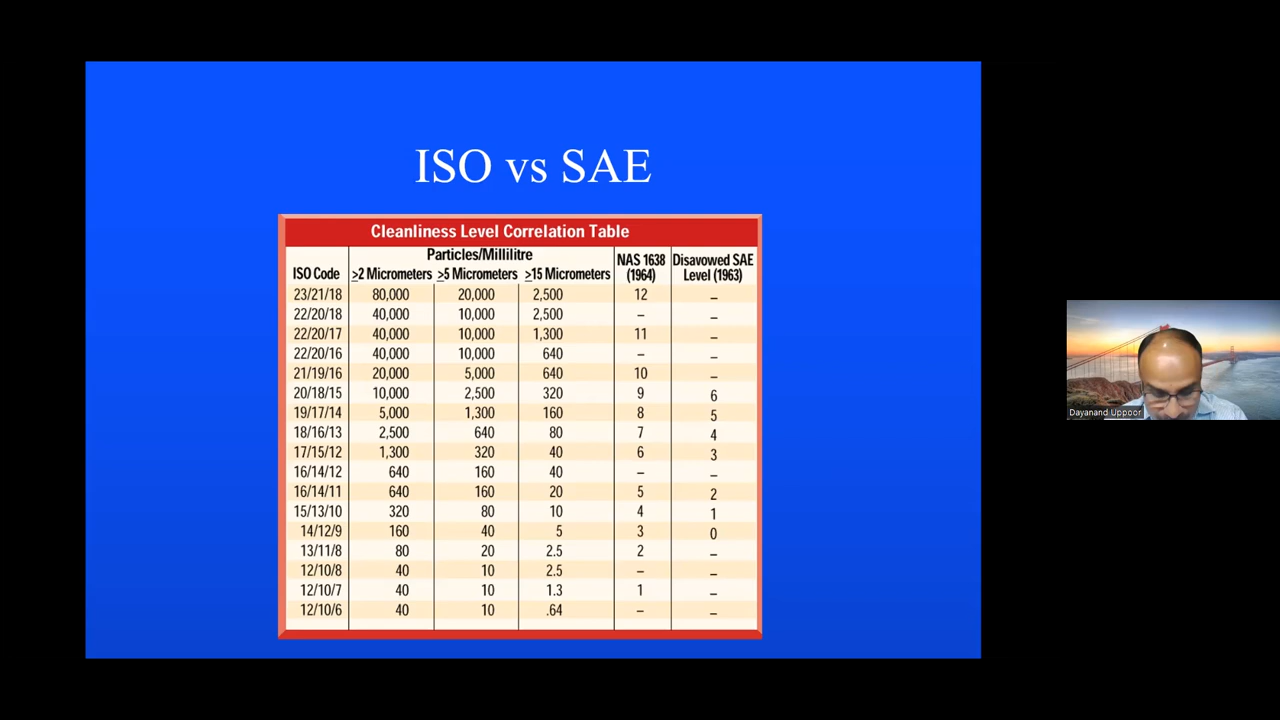 ISO vs SAE
Cleanliness Level Correlation Table
Particles/Millilitre
ISO Code ≥2 Micrometers ≥5 Micrometers ≥15 Micrometers NAS 1638 (1964) Disavowed SAE Level (1963)
23/21/18 80,000 20,000 2,500 12 –
22/20/18 40,000 10,000 2,500 – –
22/20/17 40,000 10,000 1,300 11 –
22/20/16 40,000 10,000 640 – –
21/19/16 20,000 5,000 640 10 –
20/18/15 10,000 2,500 320 9 6
19/17/14 5,000 1,300 160 8 5
18/16/13 2,500 640 80 7 4
17/15/12 1,300 320 40 6 3
16/14/12 640 160 40 – –
16/14/11 640 160 20 5 2
15/13/10 320 80 10 4 1
14/12/9 160 40 5 3 0
13/11/8 80 20 2.5 2 –
12/10/8 40 10 2.5 – –
12/10/7 40 10 1.3 1 –
12/10/6 40 10 .64 – –
Dayanand Uppoor